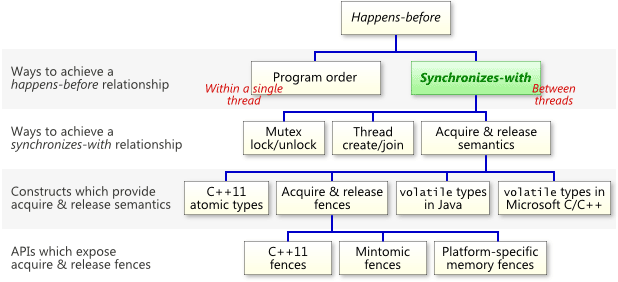 Happens-before
Ways to achieve a
happens-before relationship
Program order
Within a single
thread
Synchronizes-with
Between
threads
Ways to achieve a
synchronizes-with relationship
Mutex
lock/unlock
Thread
create/join
Acquire & release
semantics
Constructs which provide
acquire & release semantics
C++11
atomic types
Acquire & release
fences
volatile types
in Java
volatile types in
Microsoft C/C++
APIs which expose
acquire & release fences
C++11
fences
Mintomic
fences
Platform-specific
memory fences